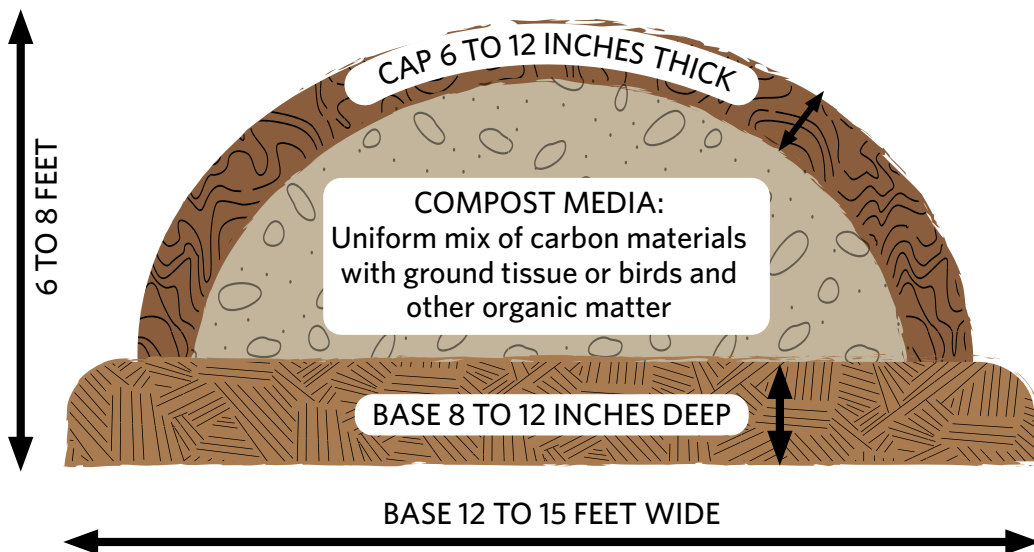 CAP 6 TO 12 INCHES THICK
6 TO 8 FEET
COMPOST MEDIA:
Uniform mix of carbon materials
with ground tissue or birds and
other organic matter
BASE 8 TO 12 INCHES DEEP
BASE 12 TO 15 FEET WIDE